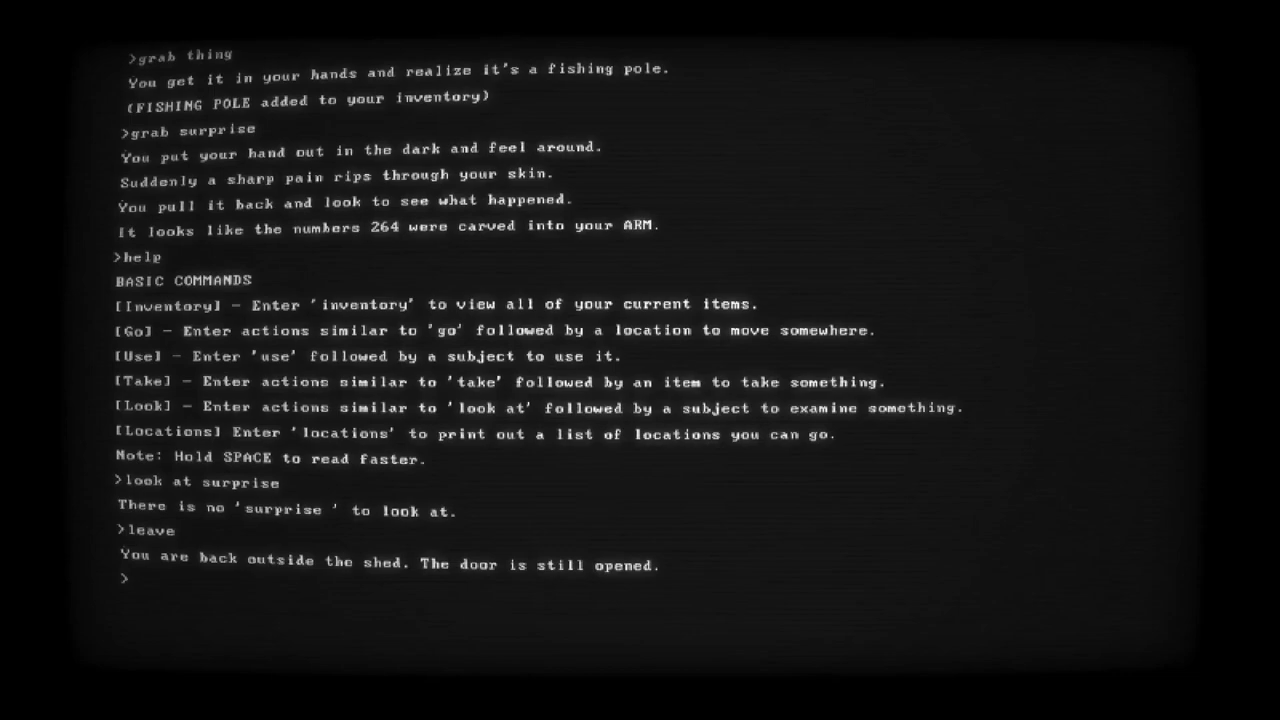 >grab thing
You get it in your hands and realize it's a fishing pole.
(FISHING POLE added to your inventory)
>grab surprise
You put your hand out in the dark and feel around.
Suddenly a sharp pain rips through your skin.
You pull it back and look to see what happened.
It looks like the numbers 264 were carved into your ARM.
>help
BASIC COMMANDS
[Inventory] - Enter 'inventory' to view all of your current items.
[Go] - Enter actions similar to 'go' followed by a location to move somewhere.
[Use] - Enter 'use' followed by a subject to use it.
[Take] - Enter actions similar to 'take' followed by an item to take something.
[Look] - Enter actions similar to 'look at' followed by a subject to examine something.
[Locations] Enter 'locations' to print out a list of locations you can go.
Note: Hold SPACE to read faster.
>look at surprise
There is no 'surprise ' to look at.
>leave
You are back outside the shed. The door is still opened.
>